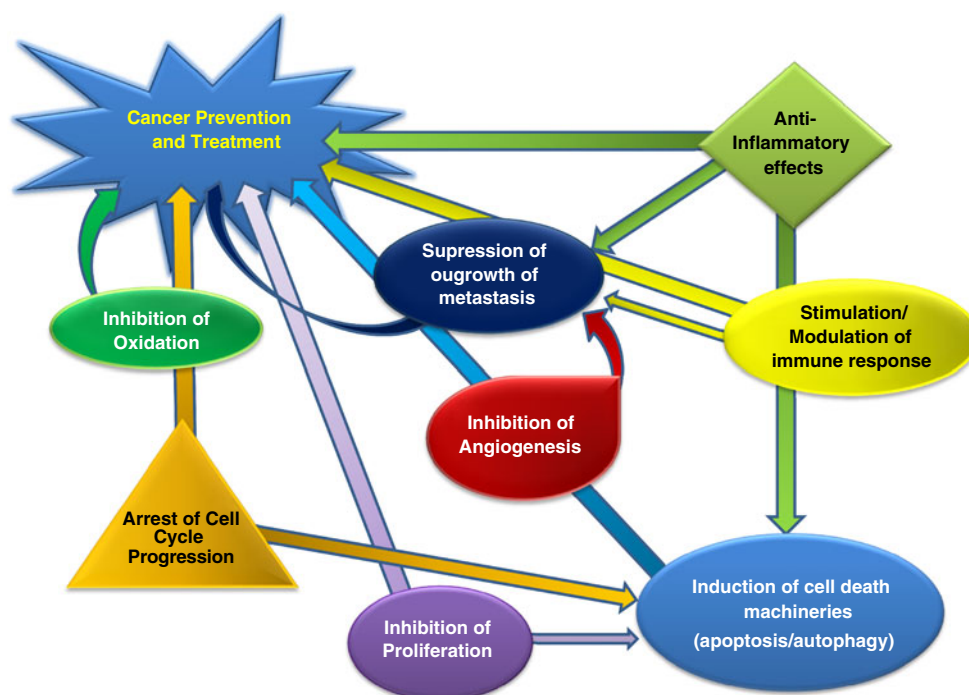 Cancer Prevention
and Treatment
Anti-
Inflammatory
effects
Supression of
ougrowth of
metastasis
Inhibition of
Oxidation
Stimulation/
Modulation of
immune response
Inhibition of
Angiogenesis
Arrest of Cell
Cycle
Progression
Induction of cell death
machineries
(apoptosis/autophagy)
Inhibition of
Proliferation